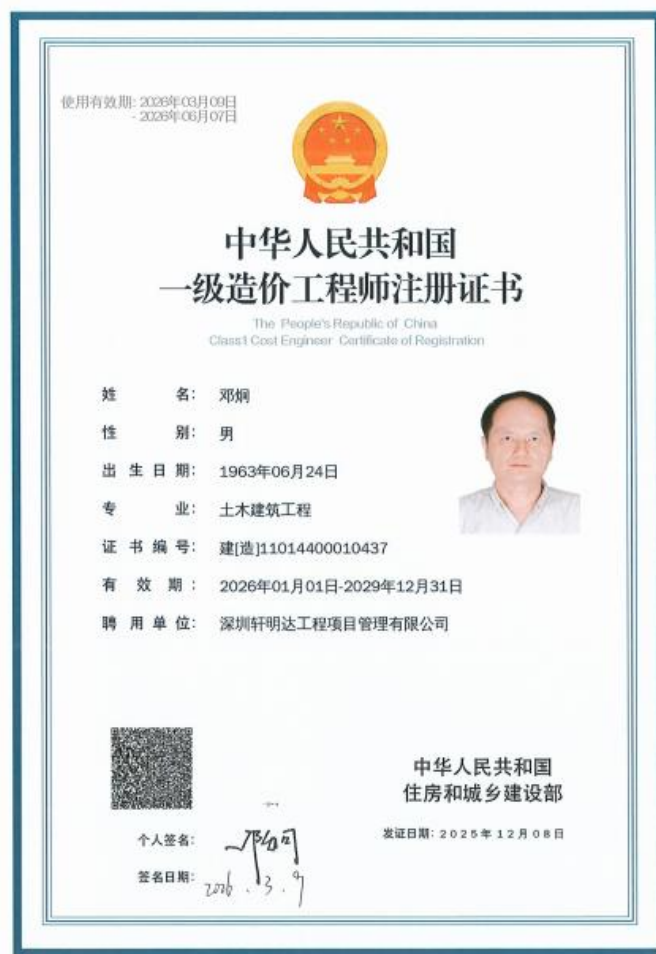 使用有效期: 2026年03月09日
- 2026年06月07日
中华人民共和国
一级造价工程师注册证书
The People's Republic of China
Class1 Cost Engineer Certificate of Registration
姓 名: 邓炯
性 别: 男
出生日期: 1963年06月24日
专 业: 土木建筑工程
证书编号: 建[造]11014400010437
有 效 期: 2026年01月01日-2029年12月31日
聘用单位: 深圳轩明达工程项目管理有限公司
中华人民共和国
住房和城乡建设部
个人签名: 邓炯
发证日期: 2025年12月08日
签名日期: 2026.3.9